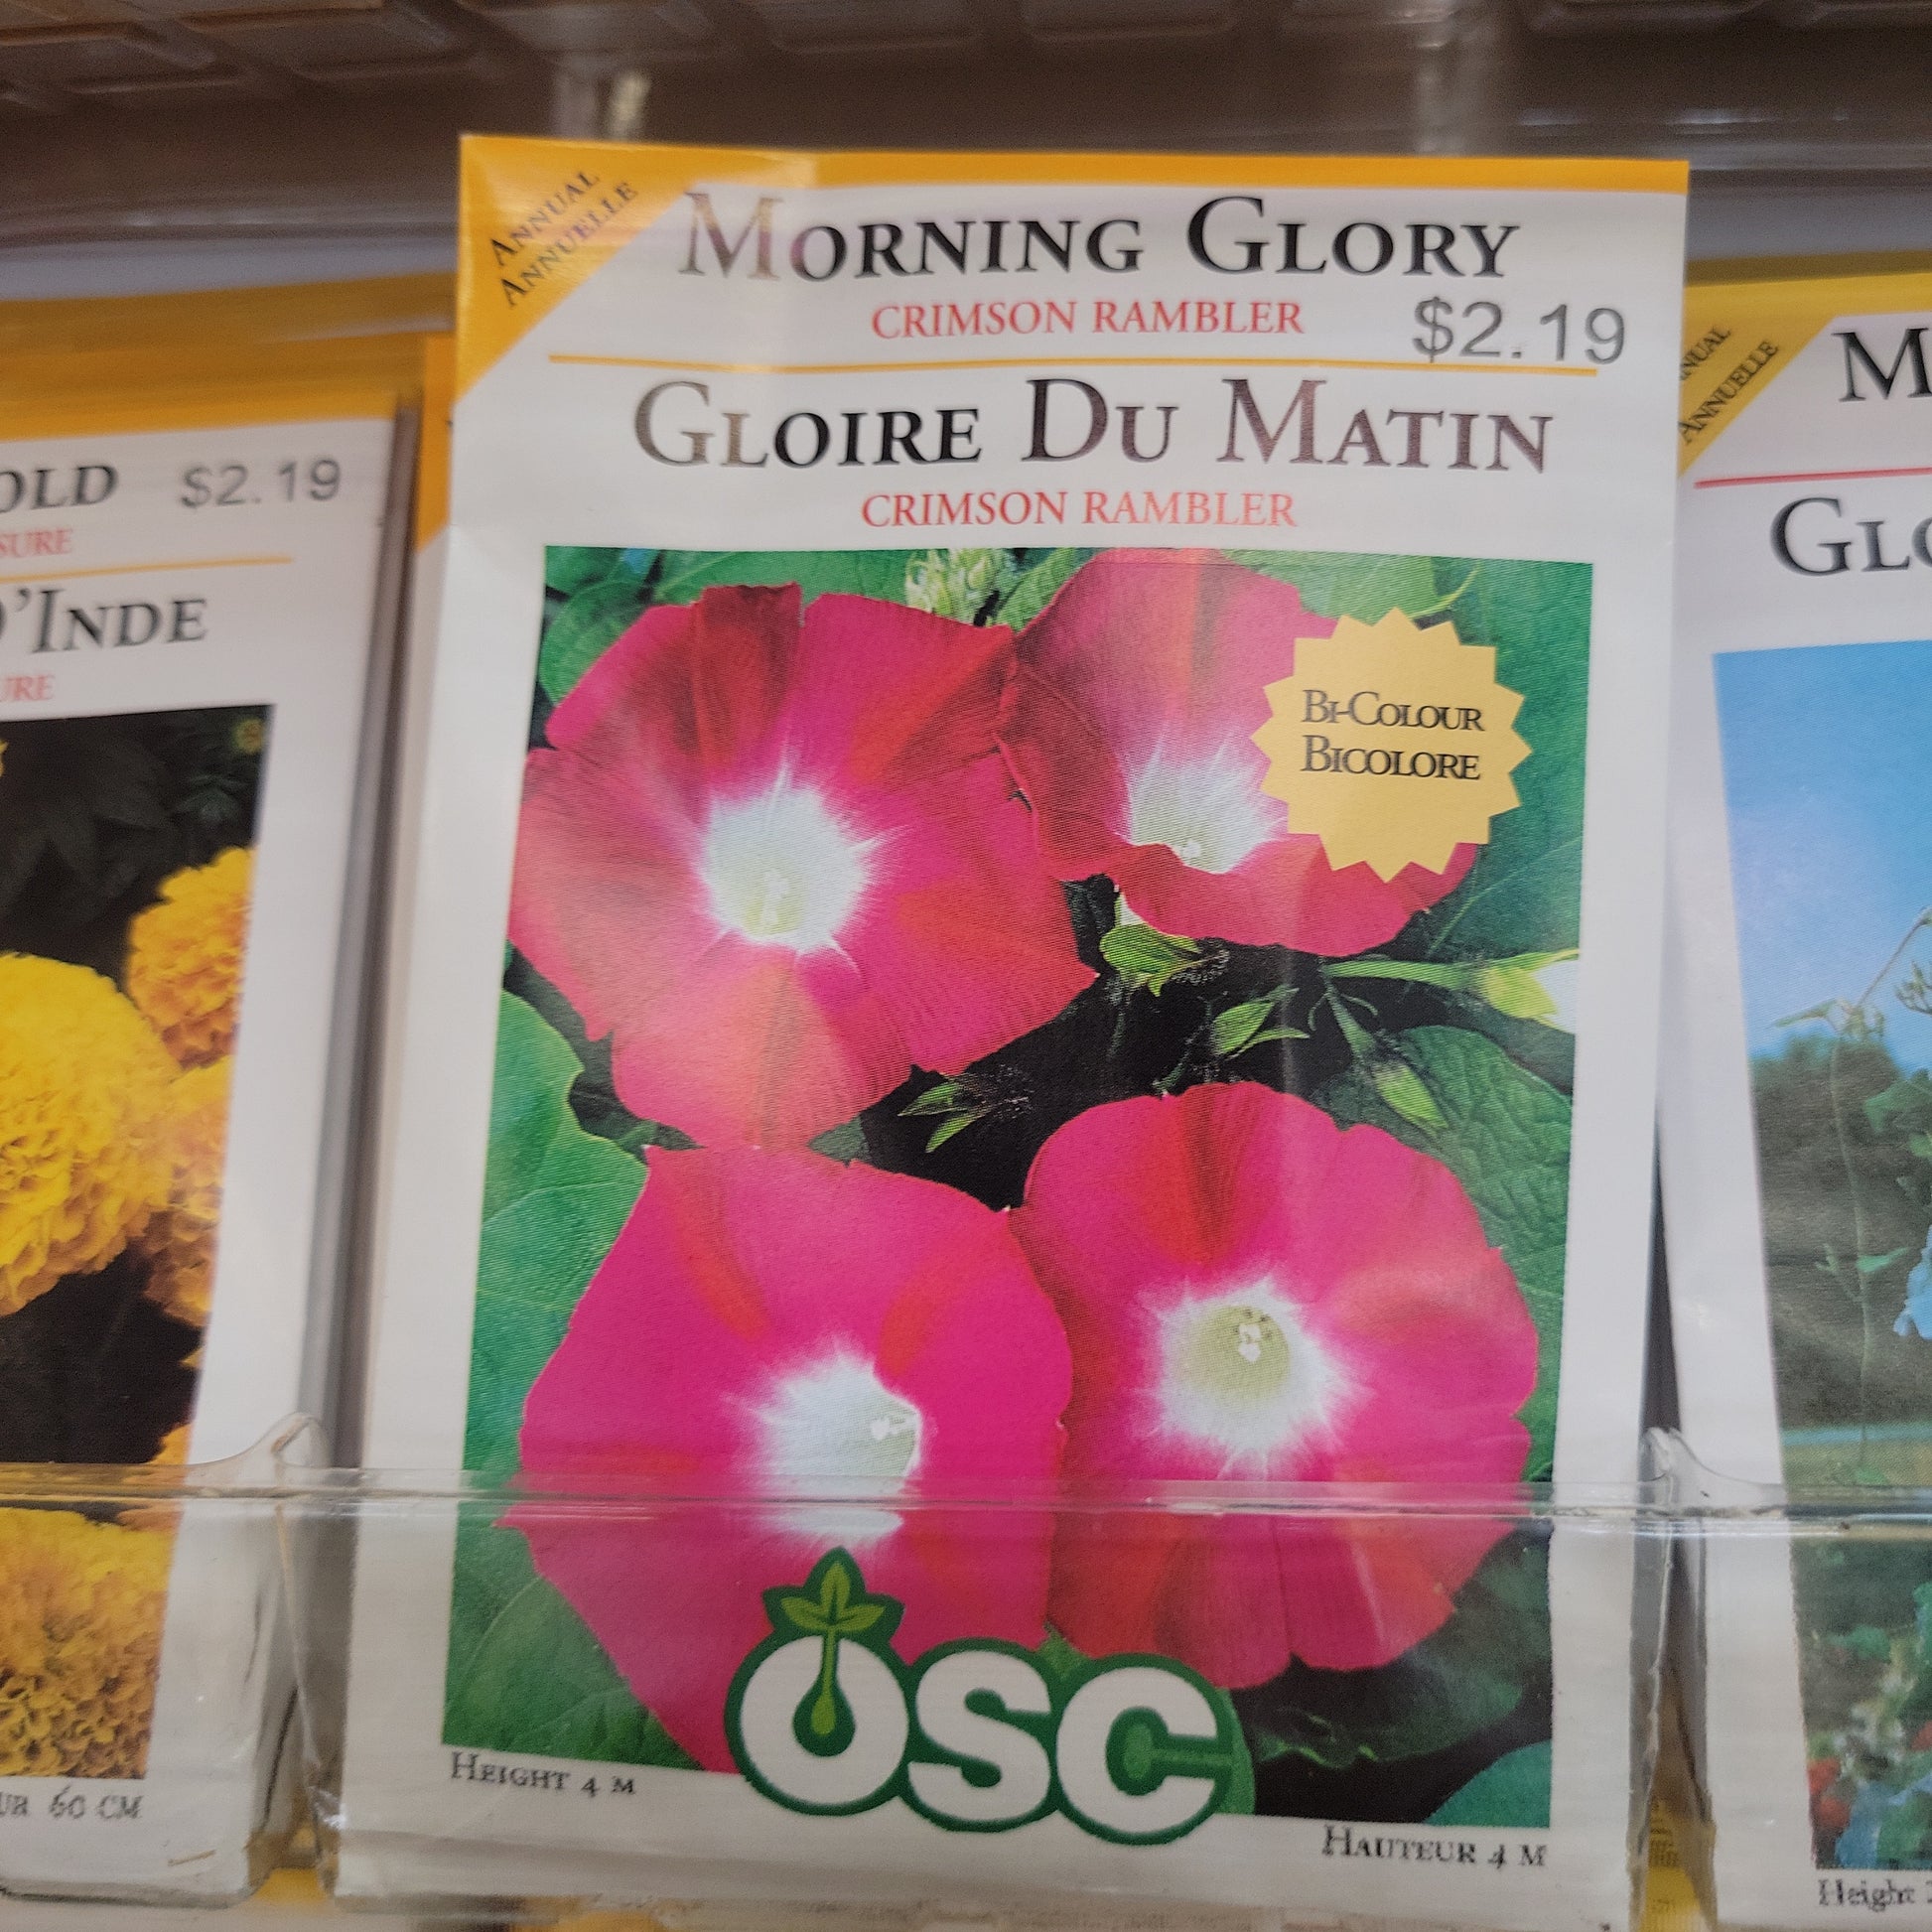 ANNUAL
ANNUELLE
MORNING GLORY
CRIMSON RAMBLER
$2.19
GLOIRE DU MATIN
CRIMSON RAMBLER
BI-COLOUR
BICOLORE
OSC
HEIGHT 4 M
HAUTEUR 4 M
OLD
$2.19
SURE
D'INDE
URE
UR 60 CM
NUAL
ANNUELLE
M
GLO
Height